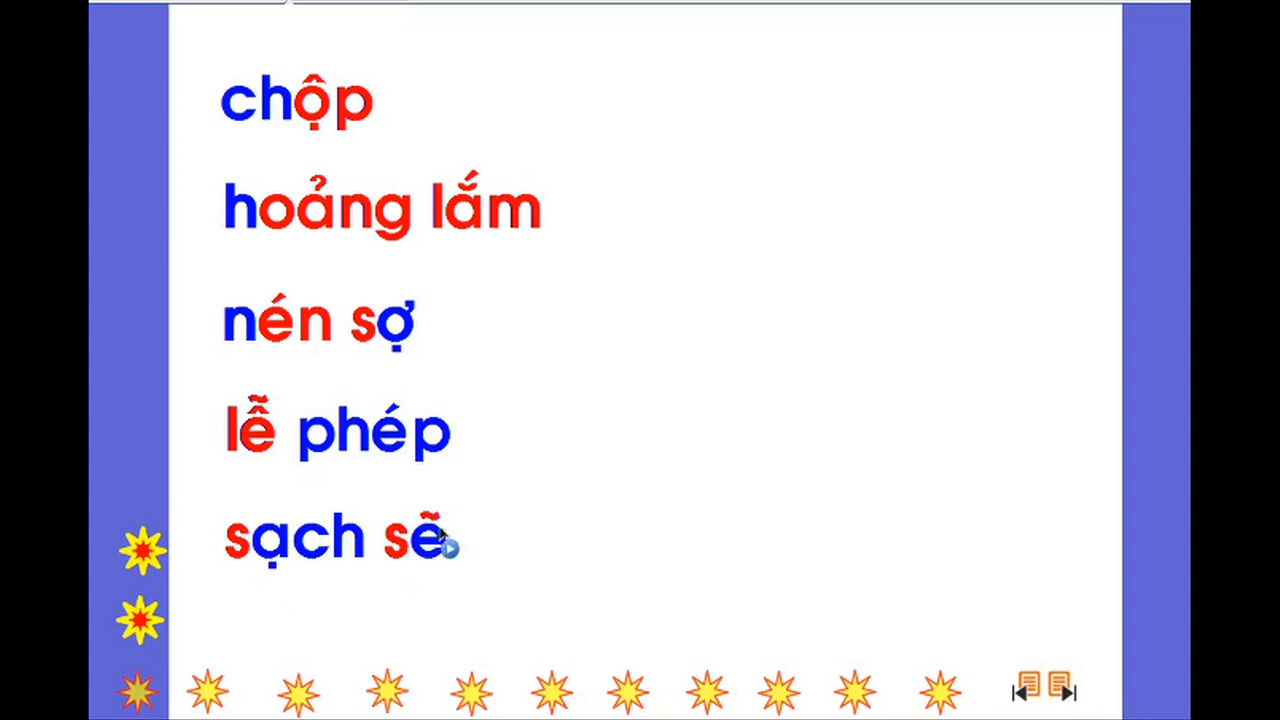 chộp
hoảng lắm
nén sợ
lễ phép
sạch sẽ